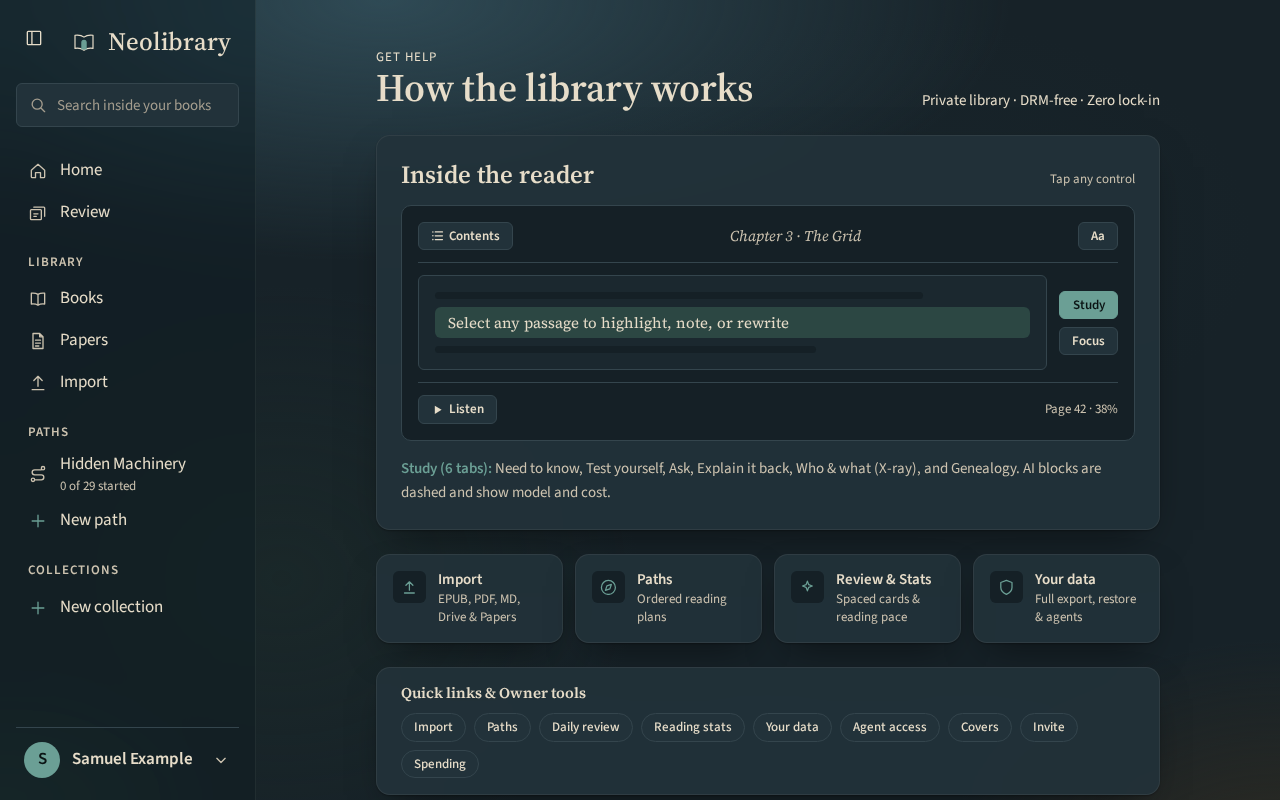 Neolibrary
Search inside your books
Home
Review
LIBRARY
Books
Papers
Import
PATHS
Hidden Machinery
0 of 29 started
New path
COLLECTIONS
New collection
S
Samuel Example
GET HELP
How the library works
Private library · DRM-free · Zero lock-in
Inside the reader
Tap any control
Contents
Chapter 3 · The Grid
Aa
Select any passage to highlight, note, or rewrite
Study
Focus
Listen
Page 42 · 38%
Study (6 tabs): Need to know, Test yourself, Ask, Explain it back, Who & what (X-ray), and Genealogy. AI blocks are
dashed and show model and cost.
Import
EPUB, PDF, MD,
Drive & Papers
Paths
Ordered reading
plans
Review & Stats
Spaced cards &
reading pace
Your data
Full export, restore
& agents
Quick links & Owner tools
Import
Paths
Daily review
Reading stats
Your data
Agent access
Covers
Invite
Spending